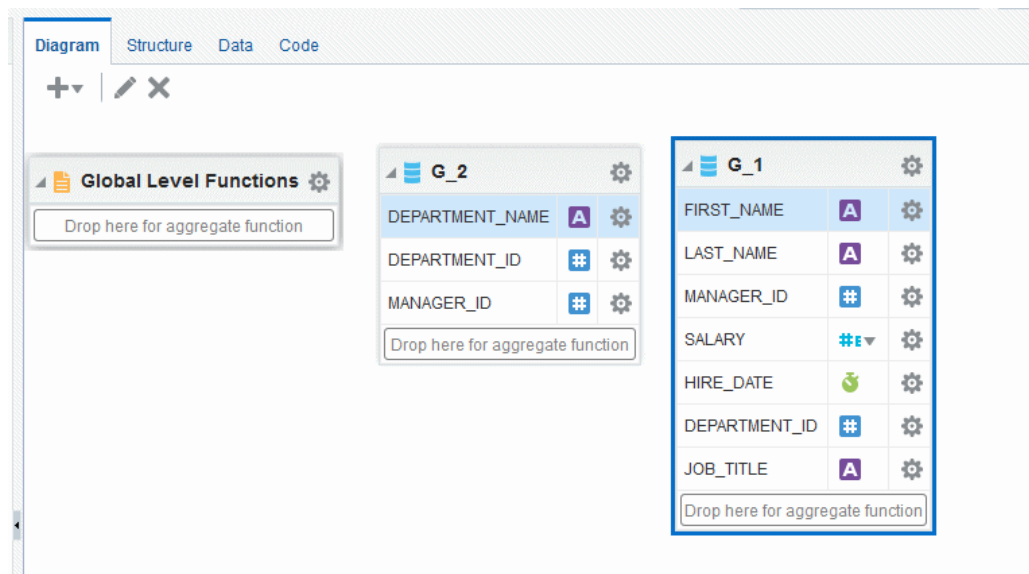 Diagram Structure Data Code
Global Level Functions
Drop here for aggregate function
G_2
DEPARTMENT_NAME A
DEPARTMENT_ID #
MANAGER_ID #
Drop here for aggregate function
G_1
FIRST_NAME A
LAST_NAME A
MANAGER_ID #
SALARY #E
HIRE_DATE
DEPARTMENT_ID #
JOB_TITLE A
Drop here for aggregate function